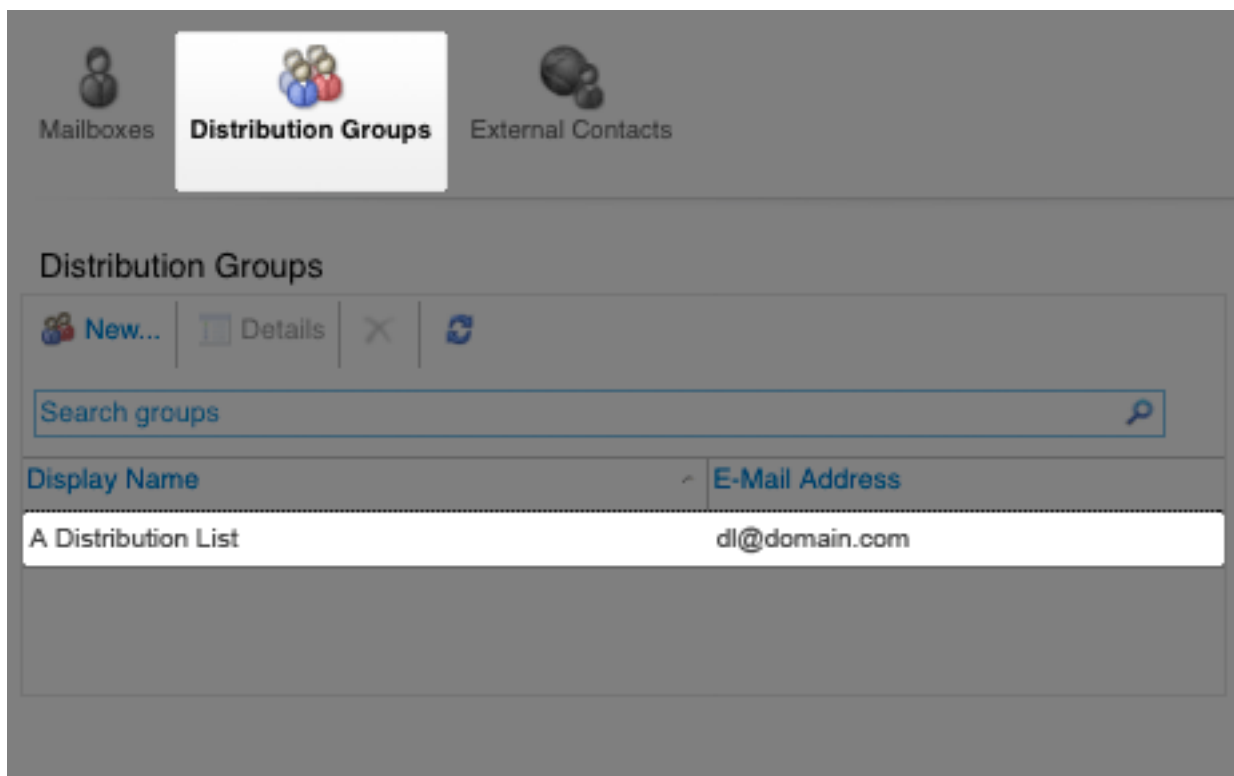 Mailboxes Distribution Groups External Contacts
Distribution Groups
New... Details
Search groups
Display Name E-Mail Address
A Distribution List dl@domain.com